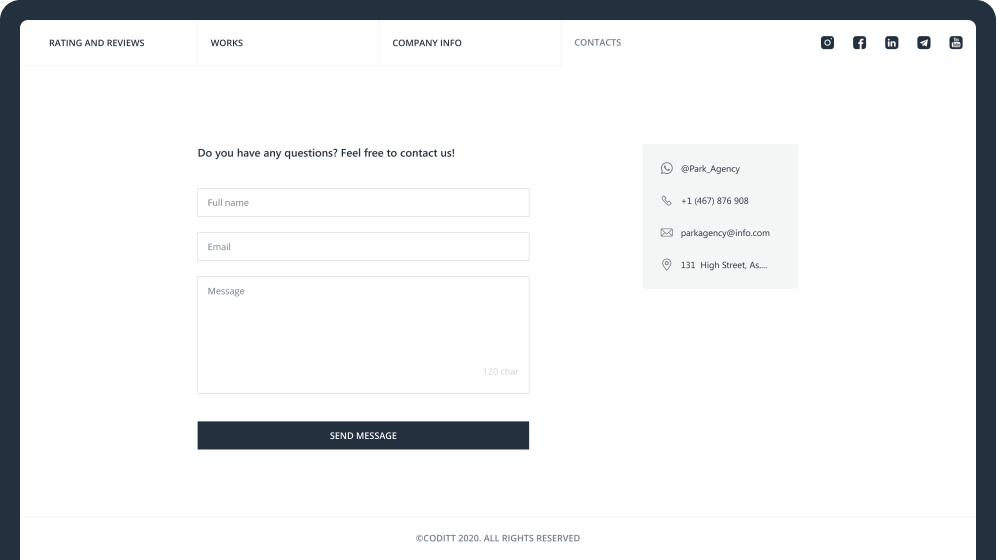 RATING AND REVIEWS
WORKS
COMPANY INFO
CONTACTS
Do you have any questions? Feel free to contact us!
Full name
Email
Message
120 char
SEND MESSAGE
@Park_Agency
+1 (467) 876 908
parkagency@info.com
131 High Street, As....
©CODITT 2020. ALL RIGHTS RESERVED